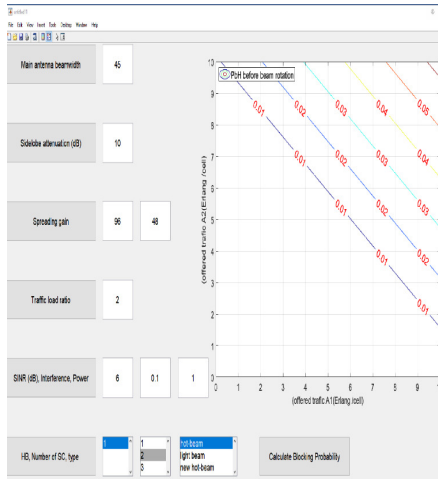 File Edit View Insert Tools Desktop Window Help
Main antenna beamwidth
45
Sidelobe attenuation (dB)
10
Spreading gain
96
48
Traffic load ratio
2
SINR (dB), Interference, Power
6
0.1
1
HB, Number of SC, type
1
1
2
3
hot-beam
light beam
new hot-beam
Calculate Blocking Probability
PbH before beam rotation
(offered trafic A2(Erlang /cell)
10
9
8
7
6
5
4
3
2
1
0
0.01
0.02
0.03
0.04
0.05
0.01
0.02
0.03
0.04
0.01
0.02
0.03
0.01
0.02
0.01
0 1 2 3 4 5 6 7 8 9
(offered trafic A1(Erlang /cell)